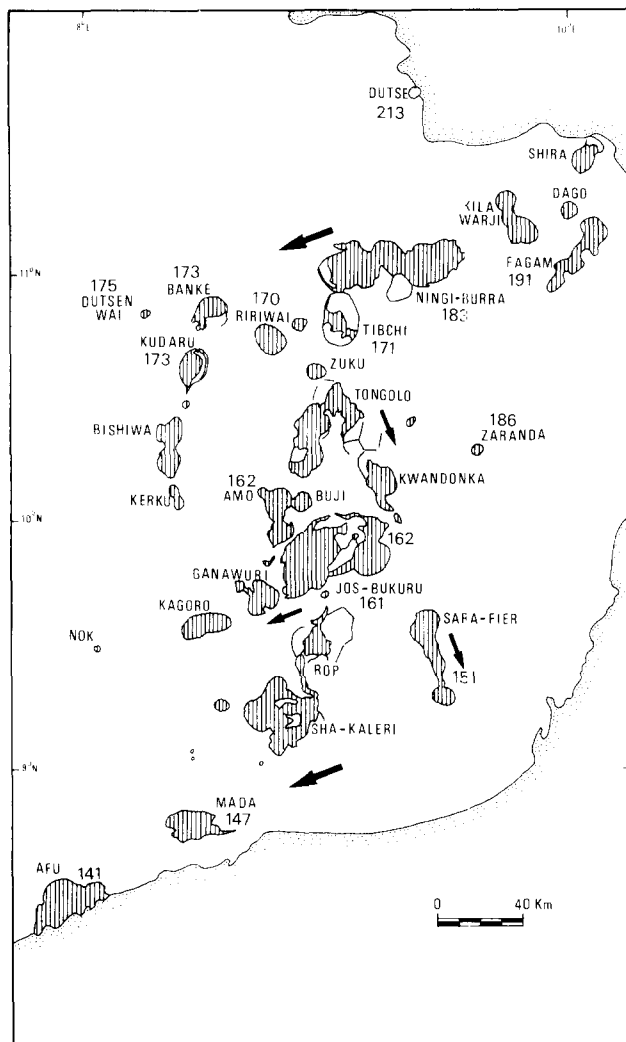 8°E
10°E
DUTSE
213
SHIRA
KILA
WARJI
DAGO
FAGAM
191
11°N
NINGI-BURRA
183
175
DUTSEN
WAI
173
BANKE
170
RIRIWAI
TIBCHI
171
KUDARU
173
ZUKU
TONGOLO
BISHIWA
186
ZARANDA
KWANDONKA
KERKU
162
AMO
BUJI
10°N
162
GANAWURI
JOS-BUKURU
161
KAGORO
SARA-FIER
NOK
ROP
151
SHA-KALERI
9°N
MADA
147
AFU
141
0 40 Km